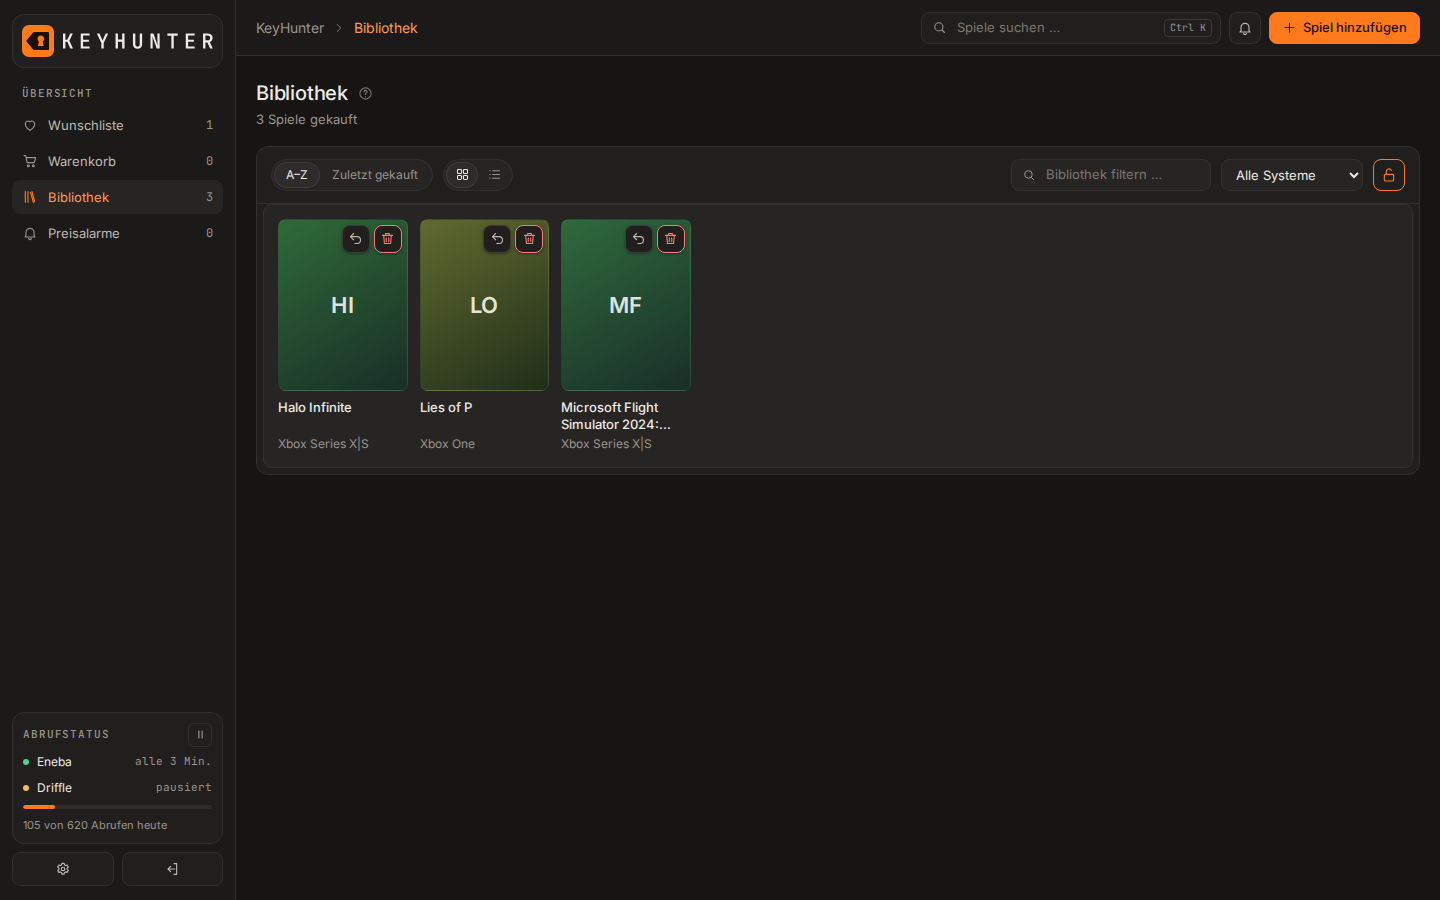 KEYHUNTER
KeyHunter > Bibliothek
Spiele suchen ...
Ctrl K
Spiel hinzufügen
ÜBERSICHT
Wunschliste 1
Warenkorb 0
Bibliothek 3
Preisalarme 0
Bibliothek
3 Spiele gekauft
A–Z
Zuletzt gekauft
Bibliothek filtern ...
Alle Systeme
HI
LO
MF
Halo Infinite
Xbox Series X|S
Lies of P
Xbox One
Microsoft Flight
Simulator 2024:...
Xbox Series X|S
ABRUFSTATUS
Eneba alle 3 Min.
Driffle pausiert
105 von 620 Abrufen heute